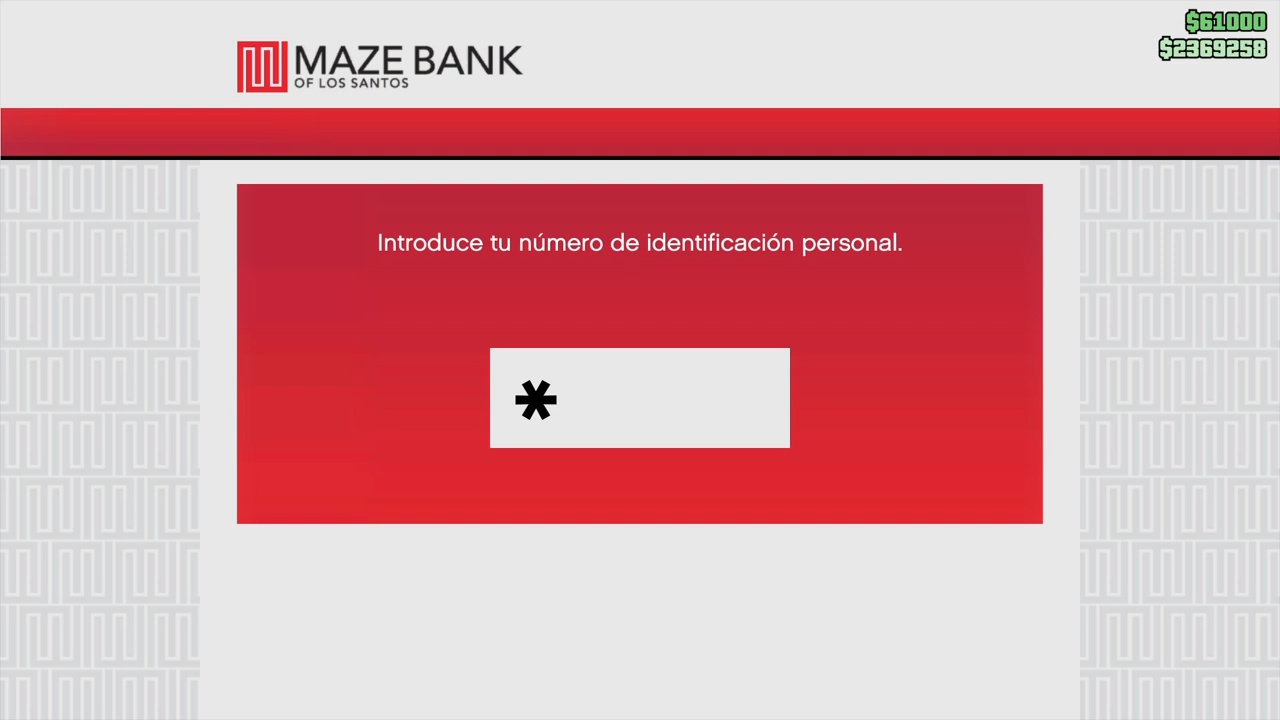 $61000
$2369258
MAZE BANK
OF LOS SANTOS
Introduce tu número de identificación personal.
*